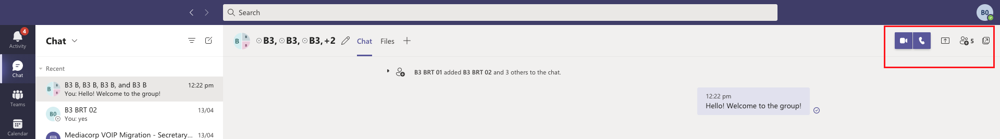 Search
B0
4
Activity
Chat
B B B
B3, B3, B3, +2
Chat Files
5
Chat
Recent
B3 BRT 01 added B3 BRT 02 and 3 others to the chat.
B B B
B3 B, B3 B, B3 B, and B3 B 12:22 pm
You: Hello! Welcome to the group!
12:22 pm
Hello! Welcome to the group!
Teams
B0
B3 BRT 02 13/04
You: yes
Calendar
Mediacorp VOIP Migration - Secretary... 13/04